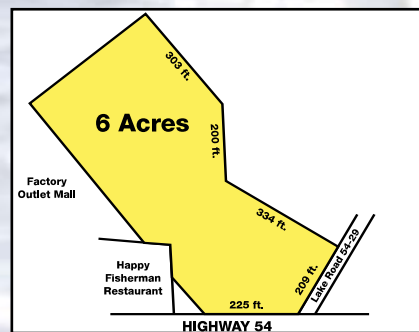 303 ft.
6 Acres
200 ft.
Factory
Outlet Mall
334 ft.
Lake Road 54-29
209 ft.
Happy
Fisherman
Restaurant
225 ft.
HIGHWAY 54